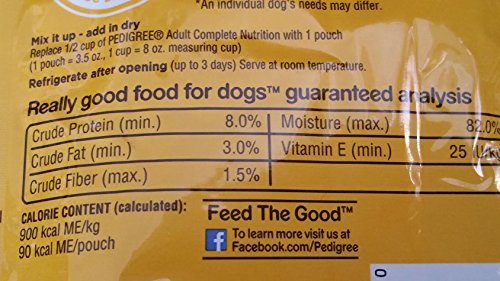 *An individual dog's needs may differ.
Mix it up - add in dry
Replace 1/2 cup of PEDIGREE® Adult Complete Nutrition with 1 pouch
(1 pouch = 3.5 oz., 1 cup = 8 oz. measuring cup)
Refrigerate after opening (up to 3 days) Serve at room temperature.
Really good food for dogs™ guaranteed analysis
Crude Protein (min.) 8.0% Moisture (max.) 82.0%
Crude Fat (min.) 3.0% Vitamin E (min.) 25 IU/kg
Crude Fiber (max.) 1.5%
CALORIE CONTENT (calculated):
900 kcal ME/kg
90 kcal ME/pouch
Feed The Good™
f To learn more visit us at
Facebook.com/Pedigree
0